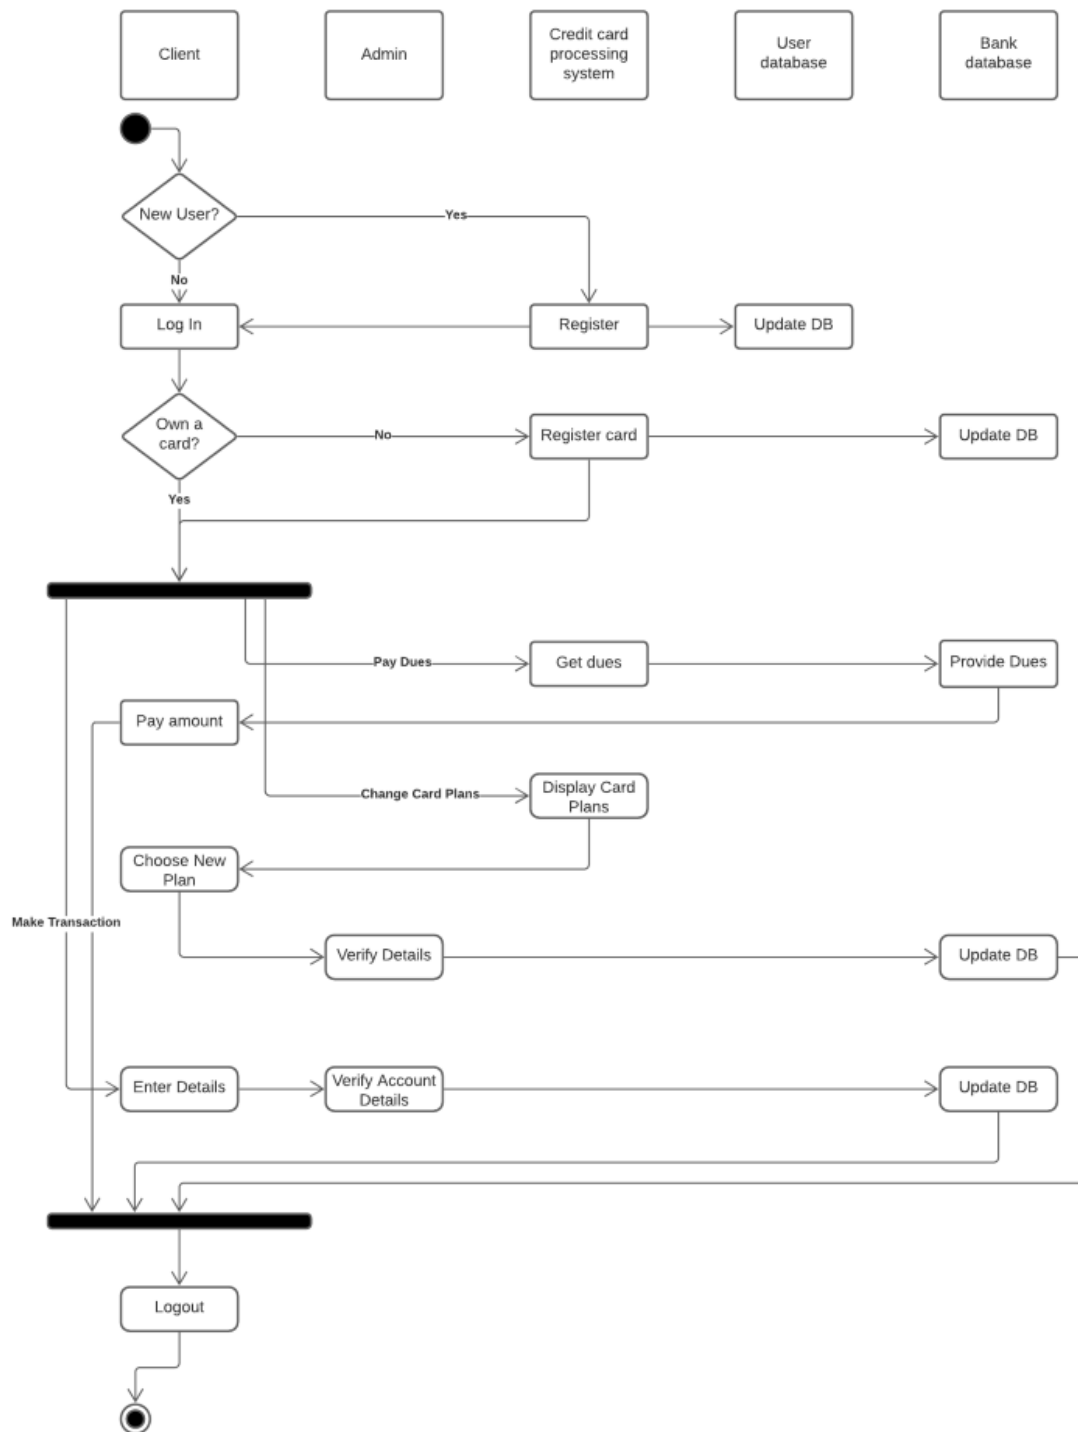 Client
Admin
Credit card
processing
system
User
database
Bank
database
New User?
Yes
No
Log In
Register
Update DB
Own a
card?
No
Register card
Update DB
Yes
Pay Dues
Get dues
Provide Dues
Pay amount
Change Card Plans
Display Card
Plans
Choose New
Plan
Make Transaction
Verify Details
Update DB
Enter Details
Verify Account
Details
Update DB
Logout